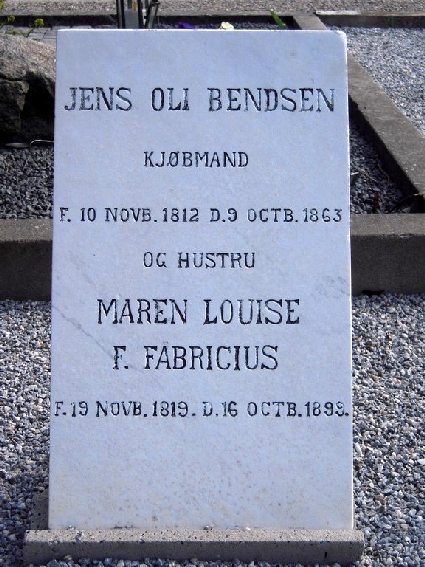 JENS OLI BENDSEN
KJØBMAND
F. 10 NOVB. 1812 D. 9 OCTB. 1863
OG HUSTRU
MAREN LOUISE
F. FABRICIUS
F. 19 NOVB. 1819. D. 16 OCTB. 1898.